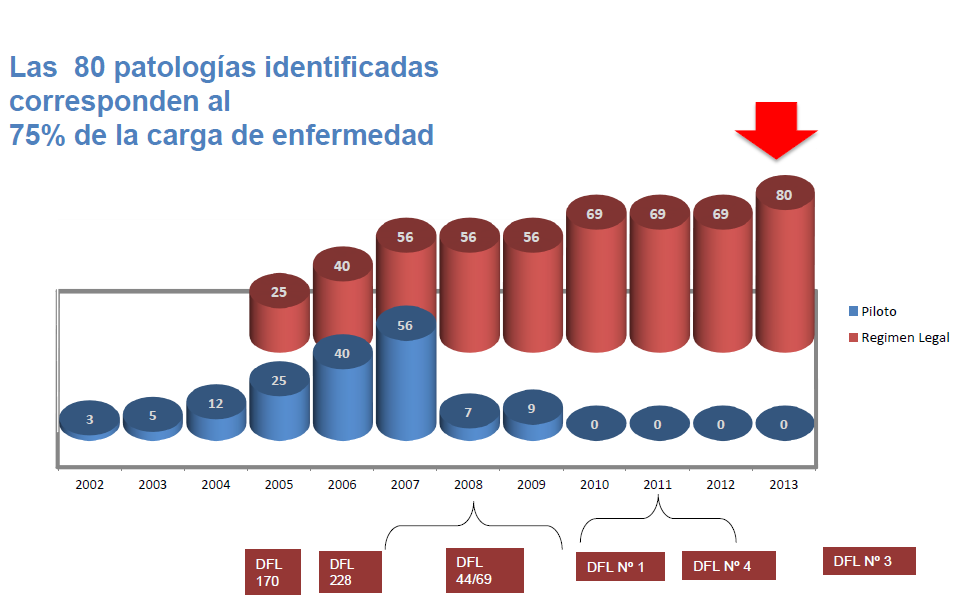 Las 80 patologías identificadas
corresponden al
75% de la carga de enfermedad
80
69 69 69
56 56 56
40
25
Piloto
Regimen Legal
56
40
25
12
3 5 7 9 0 0 0 0
2002 2003 2004 2005 2006 2007 2008 2009 2010 2011 2012 2013
DFL
170
DFL
228
DFL
44/69
DFL Nº 1
DFL Nº 4
DFL Nº 3